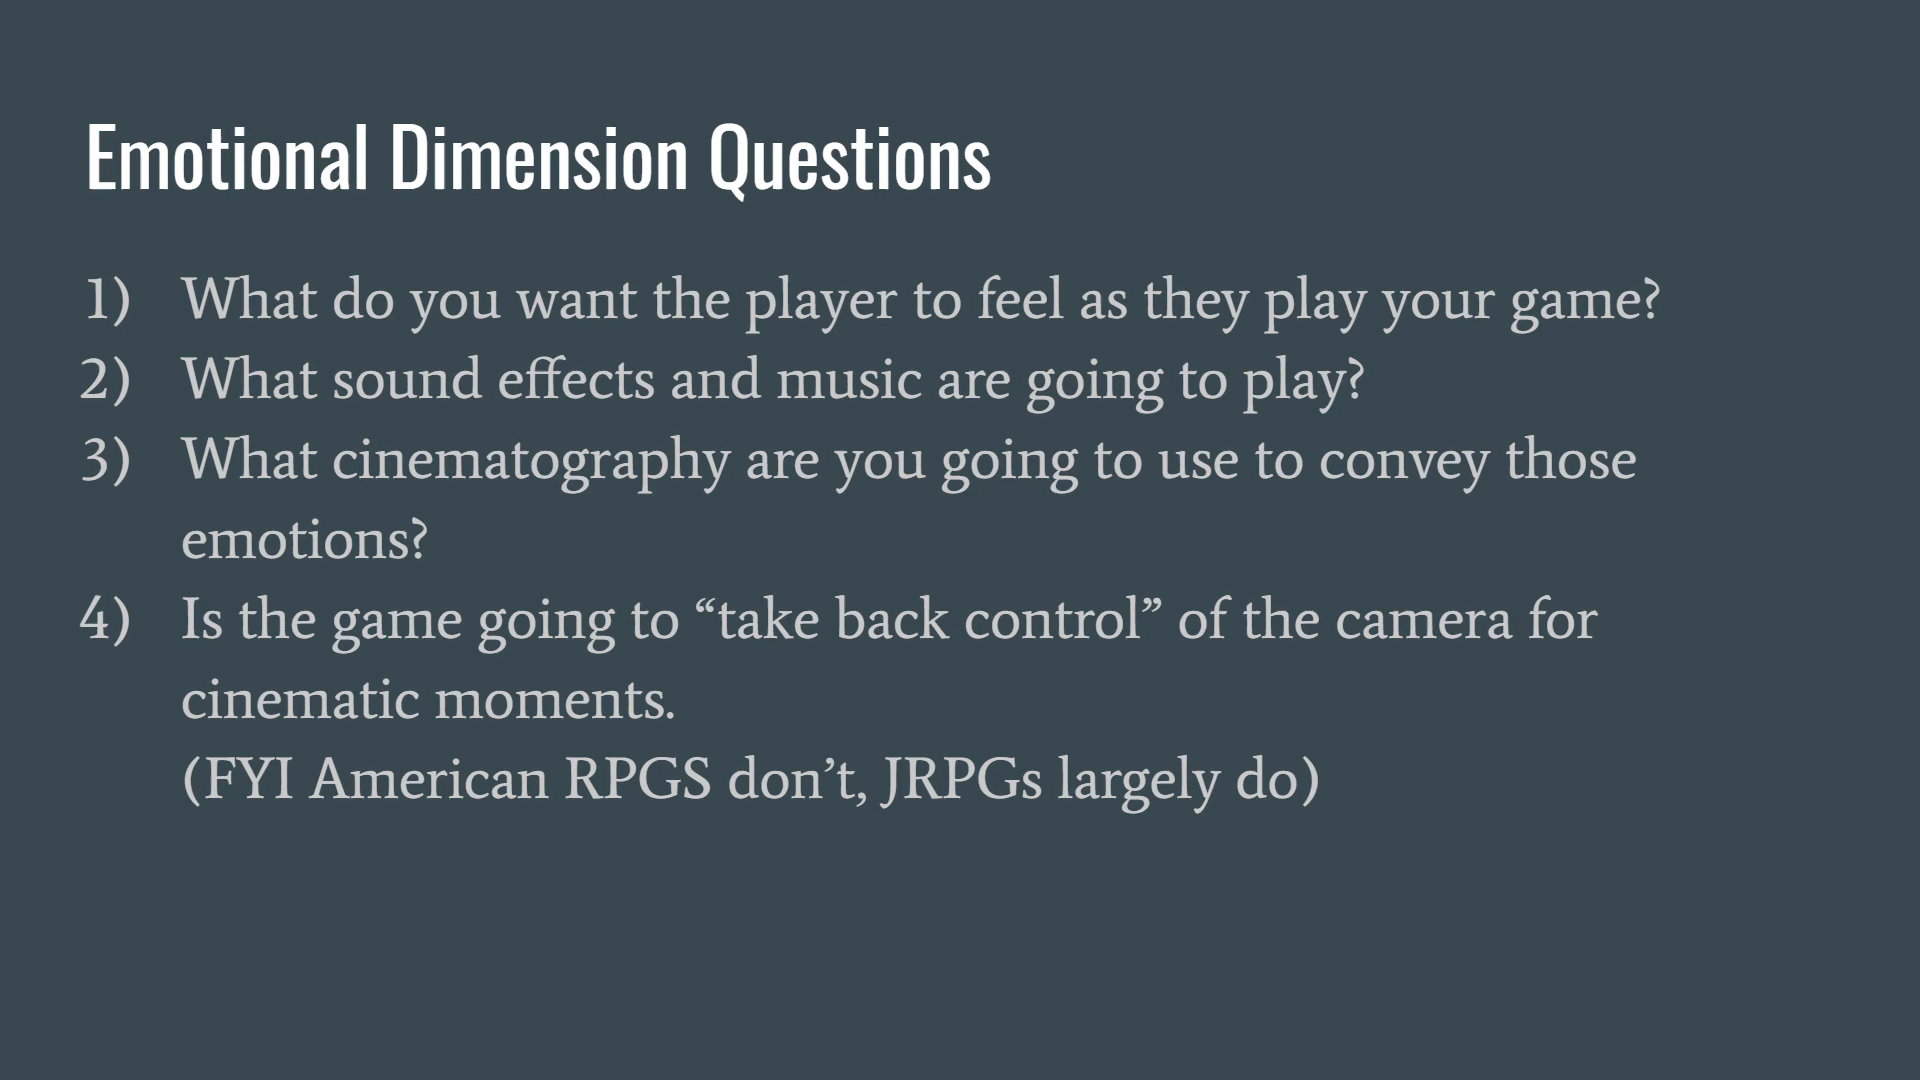 Emotional Dimension Questions
1) What do you want the player to feel as they play your game?
2) What sound effects and music are going to play?
3) What cinematography are you going to use to convey those
emotions?
4) Is the game going to “take back control” of the camera for
cinematic moments.
(FYI American RPGS don’t, JRPGs largely do)